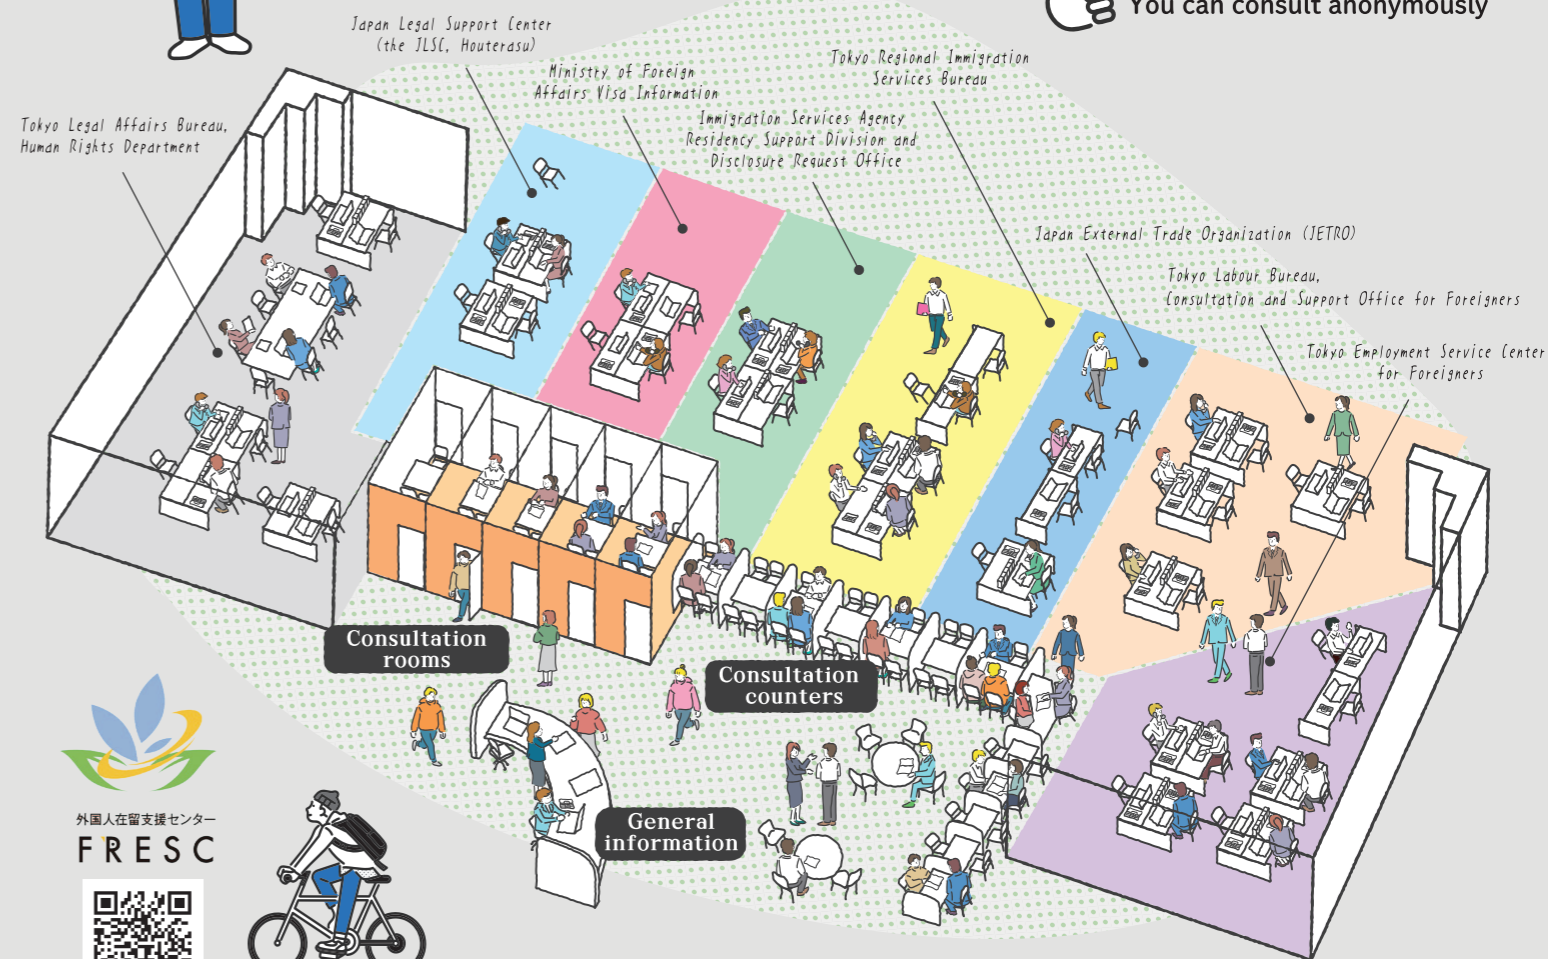 You can consult anonymously
Japan Legal Support Center
(the JLSC, Houterasu)
Ministry of Foreign
Affairs Visa Information
Tokyo Regional Immigration
Services Bureau
Immigration Services Agency
Residency Support Division and
Disclosure Request Office
Tokyo Legal Affairs Bureau,
Human Rights Department
Japan External Trade Organization (JETRO)
Tokyo Labour Bureau,
Consultation and Support Office for Foreigners
Tokyo Employment Service Center
for Foreigners
Consultation
rooms
Consultation
counters
General
information
外国人在留支援センター
FRESC